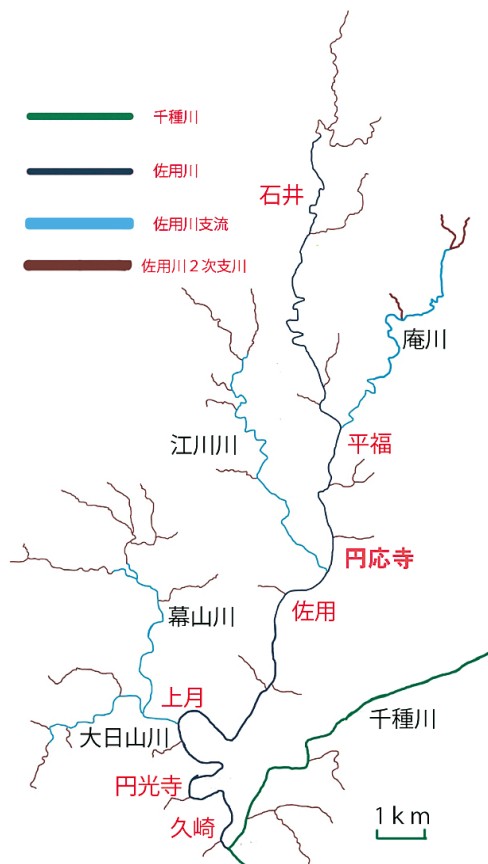 千種川
佐用川
佐用川支流
佐用川２次支川
石井
庵川
江川川
平福
円応寺
佐用
幕山川
上月
千種川
大日山川
円光寺
久崎
1ｋｍ